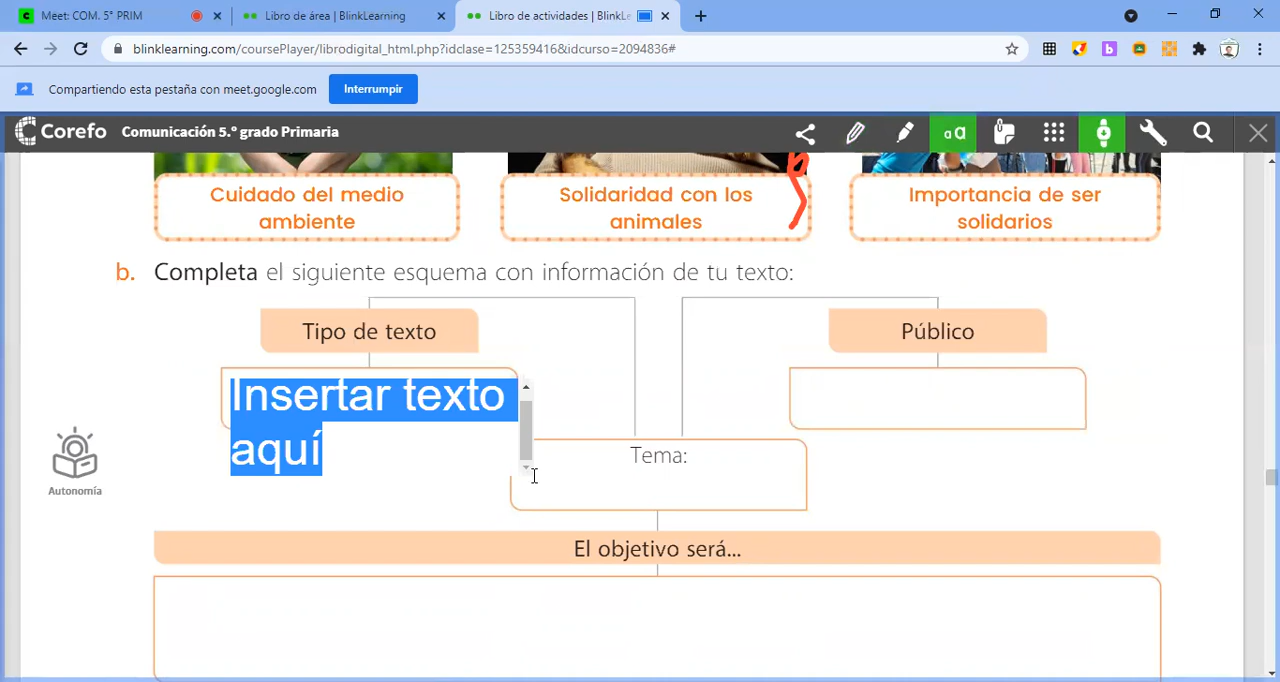 Meet: COM. 5° PRIM
Libro de área | BlinkLearning
Libro de actividades | BlinkLe
blinklearning.com/coursePlayer/librodigital_html.php?idclase=125359416&idcurso=2094836#
Compartiendo esta pestaña con meet.google.com
Interrumpir
Corefo
Comunicación 5.º grado Primaria
a a
Cuidado del medio
ambiente
Solidaridad con los
animales
Importancia de ser
solidarios
b. Completa el siguiente esquema con información de tu texto:
Tipo de texto
Público
Insertar texto
aquí
Tema:
Autonomía
El objetivo será...